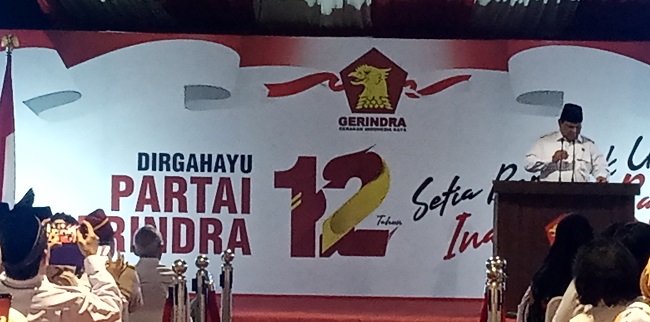 GERINDRA
GERAKAN INDONESIA RAYA
DIRGAHAYU
PARTAI
RINDRA
12
Tahun
Setia